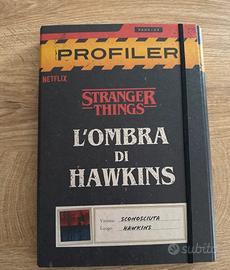 PROFILER
NETFLIX
STRANGER
THINGS
L'OMBRA
DI
HAWKINS
Vittima: SCONOSCIUTA
Luogo: HAWKINS
subito